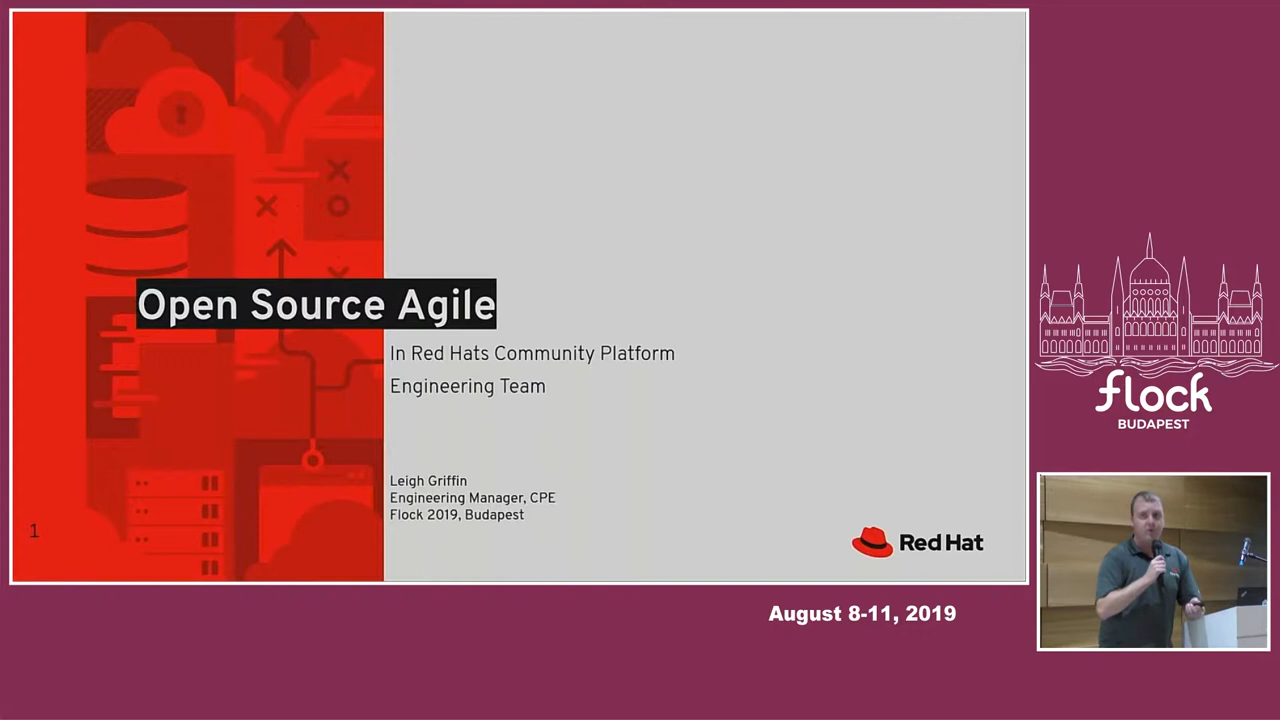 Open Source Agile
In Red Hats Community Platform
Engineering Team
Leigh Griffin
Engineering Manager, CPE
Flock 2019, Budapest
1
Red Hat
flock
BUDAPEST
August 8-11, 2019